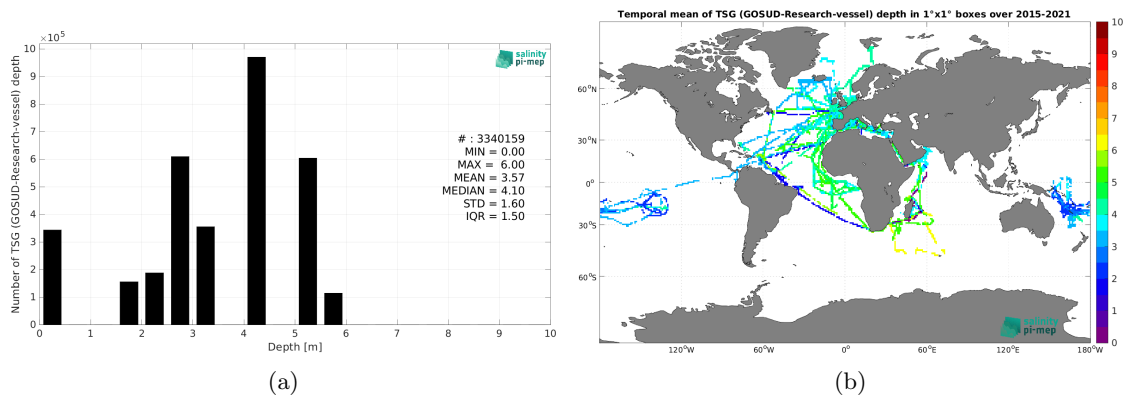 ×10⁵
10
9
8
7
6
5
4
3
2
1
0
Number of TSG (GOSUD-Research-vessel) depth
salinity
pi-mep
# : 3340159
MIN = 0.00
MAX = 6.00
MEAN = 3.57
MEDIAN = 4.10
STD = 1.60
IQR = 1.50
0 1 2 3 4 5 6 7 8 9 10
Depth [m]
(a)
Temporal mean of TSG (GOSUD-Research-vessel) depth in 1°x1° boxes over 2015-2021
60°N
30°N
0°
30°S
60°S
120°W 60°W 0° 60°E 120°E 180°W
salinity
pi-mep
10
9
8
7
6
5
4
3
2
1
0
(b)